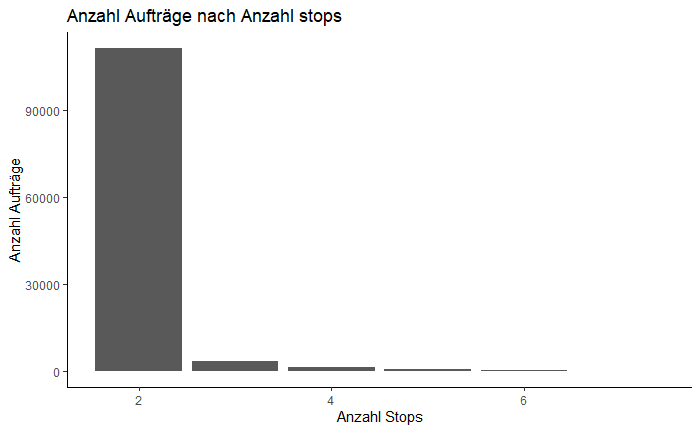 Anzahl Aufträge nach Anzahl stops
Anzahl Aufträge
90000
60000
30000
0
2
4
6
Anzahl Stops